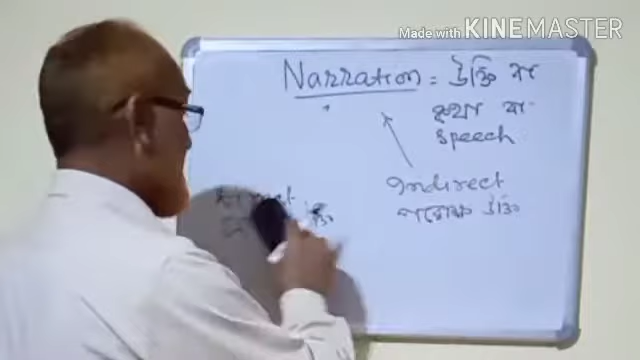 Made with KINEMASTER
Narration = উক্তি বা
কথা বা
Speech
Indirect
পরোক্ষ উক্তি